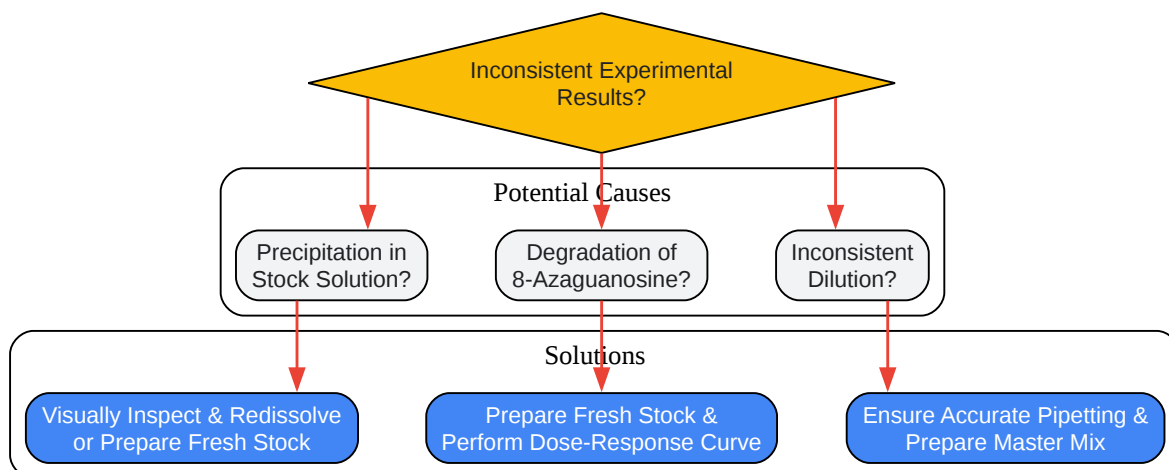 Inconsistent Experimental
Results?
Potential Causes
Precipitation in
Stock Solution?
Degradation of
8-Azaguanosine?
Inconsistent
Dilution?
Solutions
Visually Inspect & Redissolve
or Prepare Fresh Stock
Prepare Fresh Stock &
Perform Dose-Response Curve
Ensure Accurate Pipetting &
Prepare Master Mix